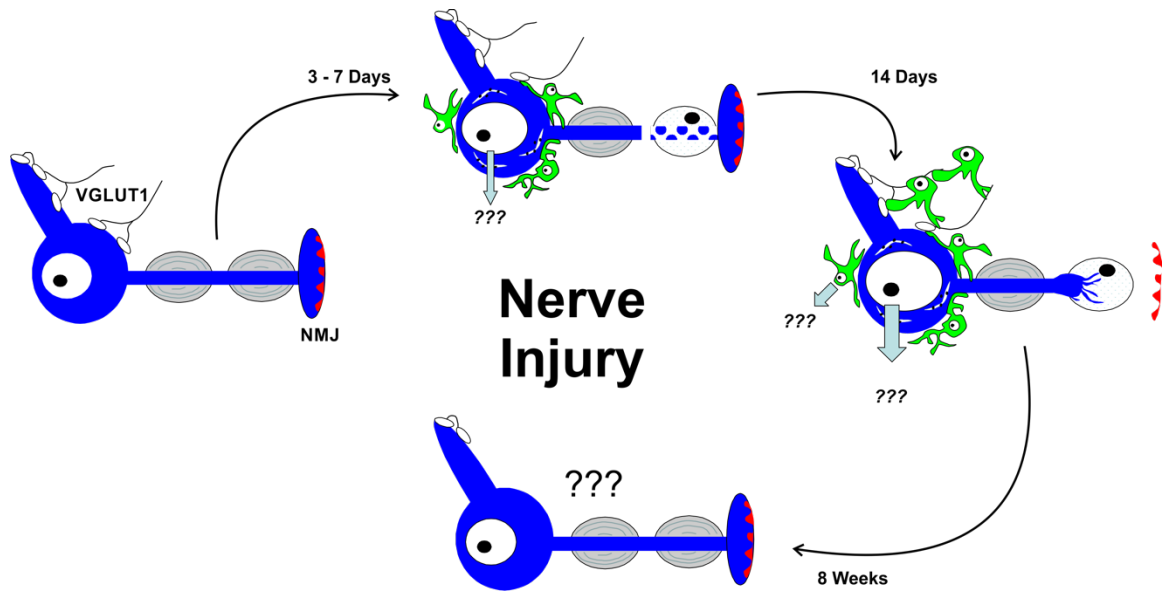 3 - 7 Days
14 Days
VGLUT1
???
NMJ
Nerve
Injury
???
???
???
8 Weeks